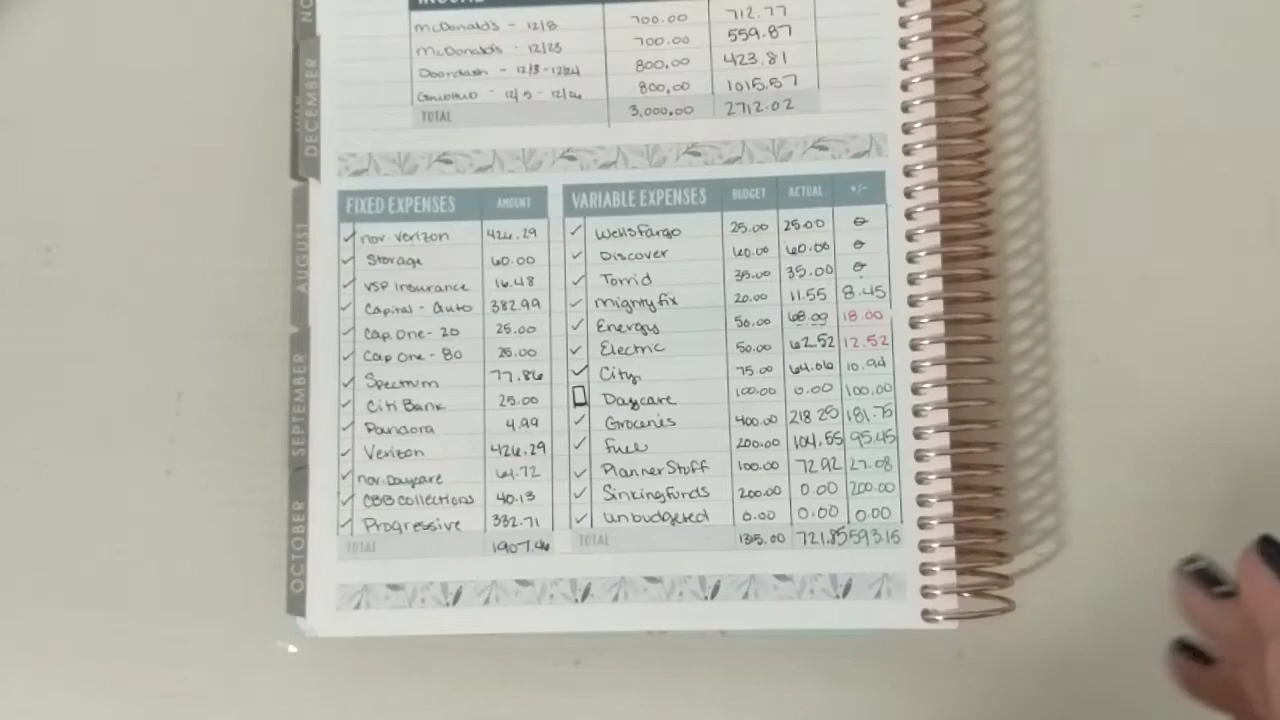 McDonald's - 12/8 700.00 712.77
McDonald's - 12/23 700.00 559.87
Doordash - 12/3-12/24 800.00 423.81
GrubHub - 12/5 - 12/26 800.00 1015.57
TOTAL 3,000.00 2712.02
DECEMBER
AUGUST
SEPTEMBER
OCTOBER
FIXED EXPENSES AMOUNT
nov. verizon 426.29
Storage 60.00
VSP Insurance 16.48
Capital - auto 382.99
Cap One - 20 25.00
Cap One - 80 25.00
Spectrum 77.86
Citi Bank 25.00
Pandora 4.99
Verizon 426.29
nov. Daycare 64.72
CBB collections 40.13
Progressive 332.71
TOTAL 1907.46
VARIABLE EXPENSES BUDGET ACTUAL +/-
Wells Fargo 25.00 25.00 0
Discover 60.00 60.00 0
Torrid 35.00 35.00 0
mightyfix 20.00 11.55 8.45
Energy 50.00 68.00 18.00
Electric 50.00 62.52 12.52
City 75.00 64.06 10.94
Daycare 100.00 0.00 100.00
Groceries 400.00 218.25 181.75
Fuel 200.00 104.55 95.45
Planner Stuff 100.00 72.92 27.08
Sinking Funds 200.00 0.00 200.00
unbudgeted 0.00 0.00 0.00
TOTAL 1315.00 721.85 593.15